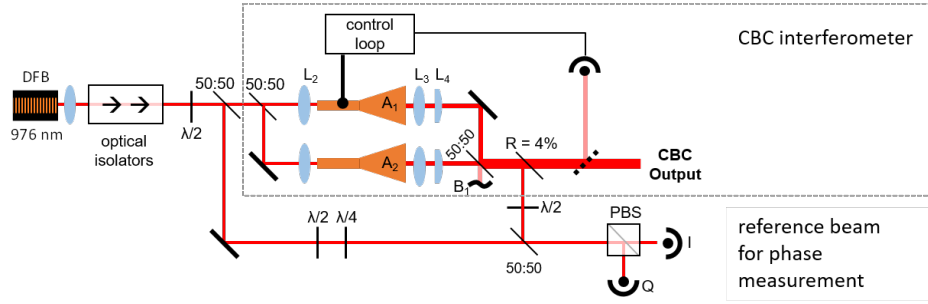 control
loop
CBC interferometer
DFB
976 nm
optical
isolators
λ/2
50:50
50:50
L2
A1
L3
L4
A2
50:50
B1
R = 4%
CBC
Output
λ/2
λ/2
λ/4
50:50
PBS
I
Q
reference beam
for phase
measurement